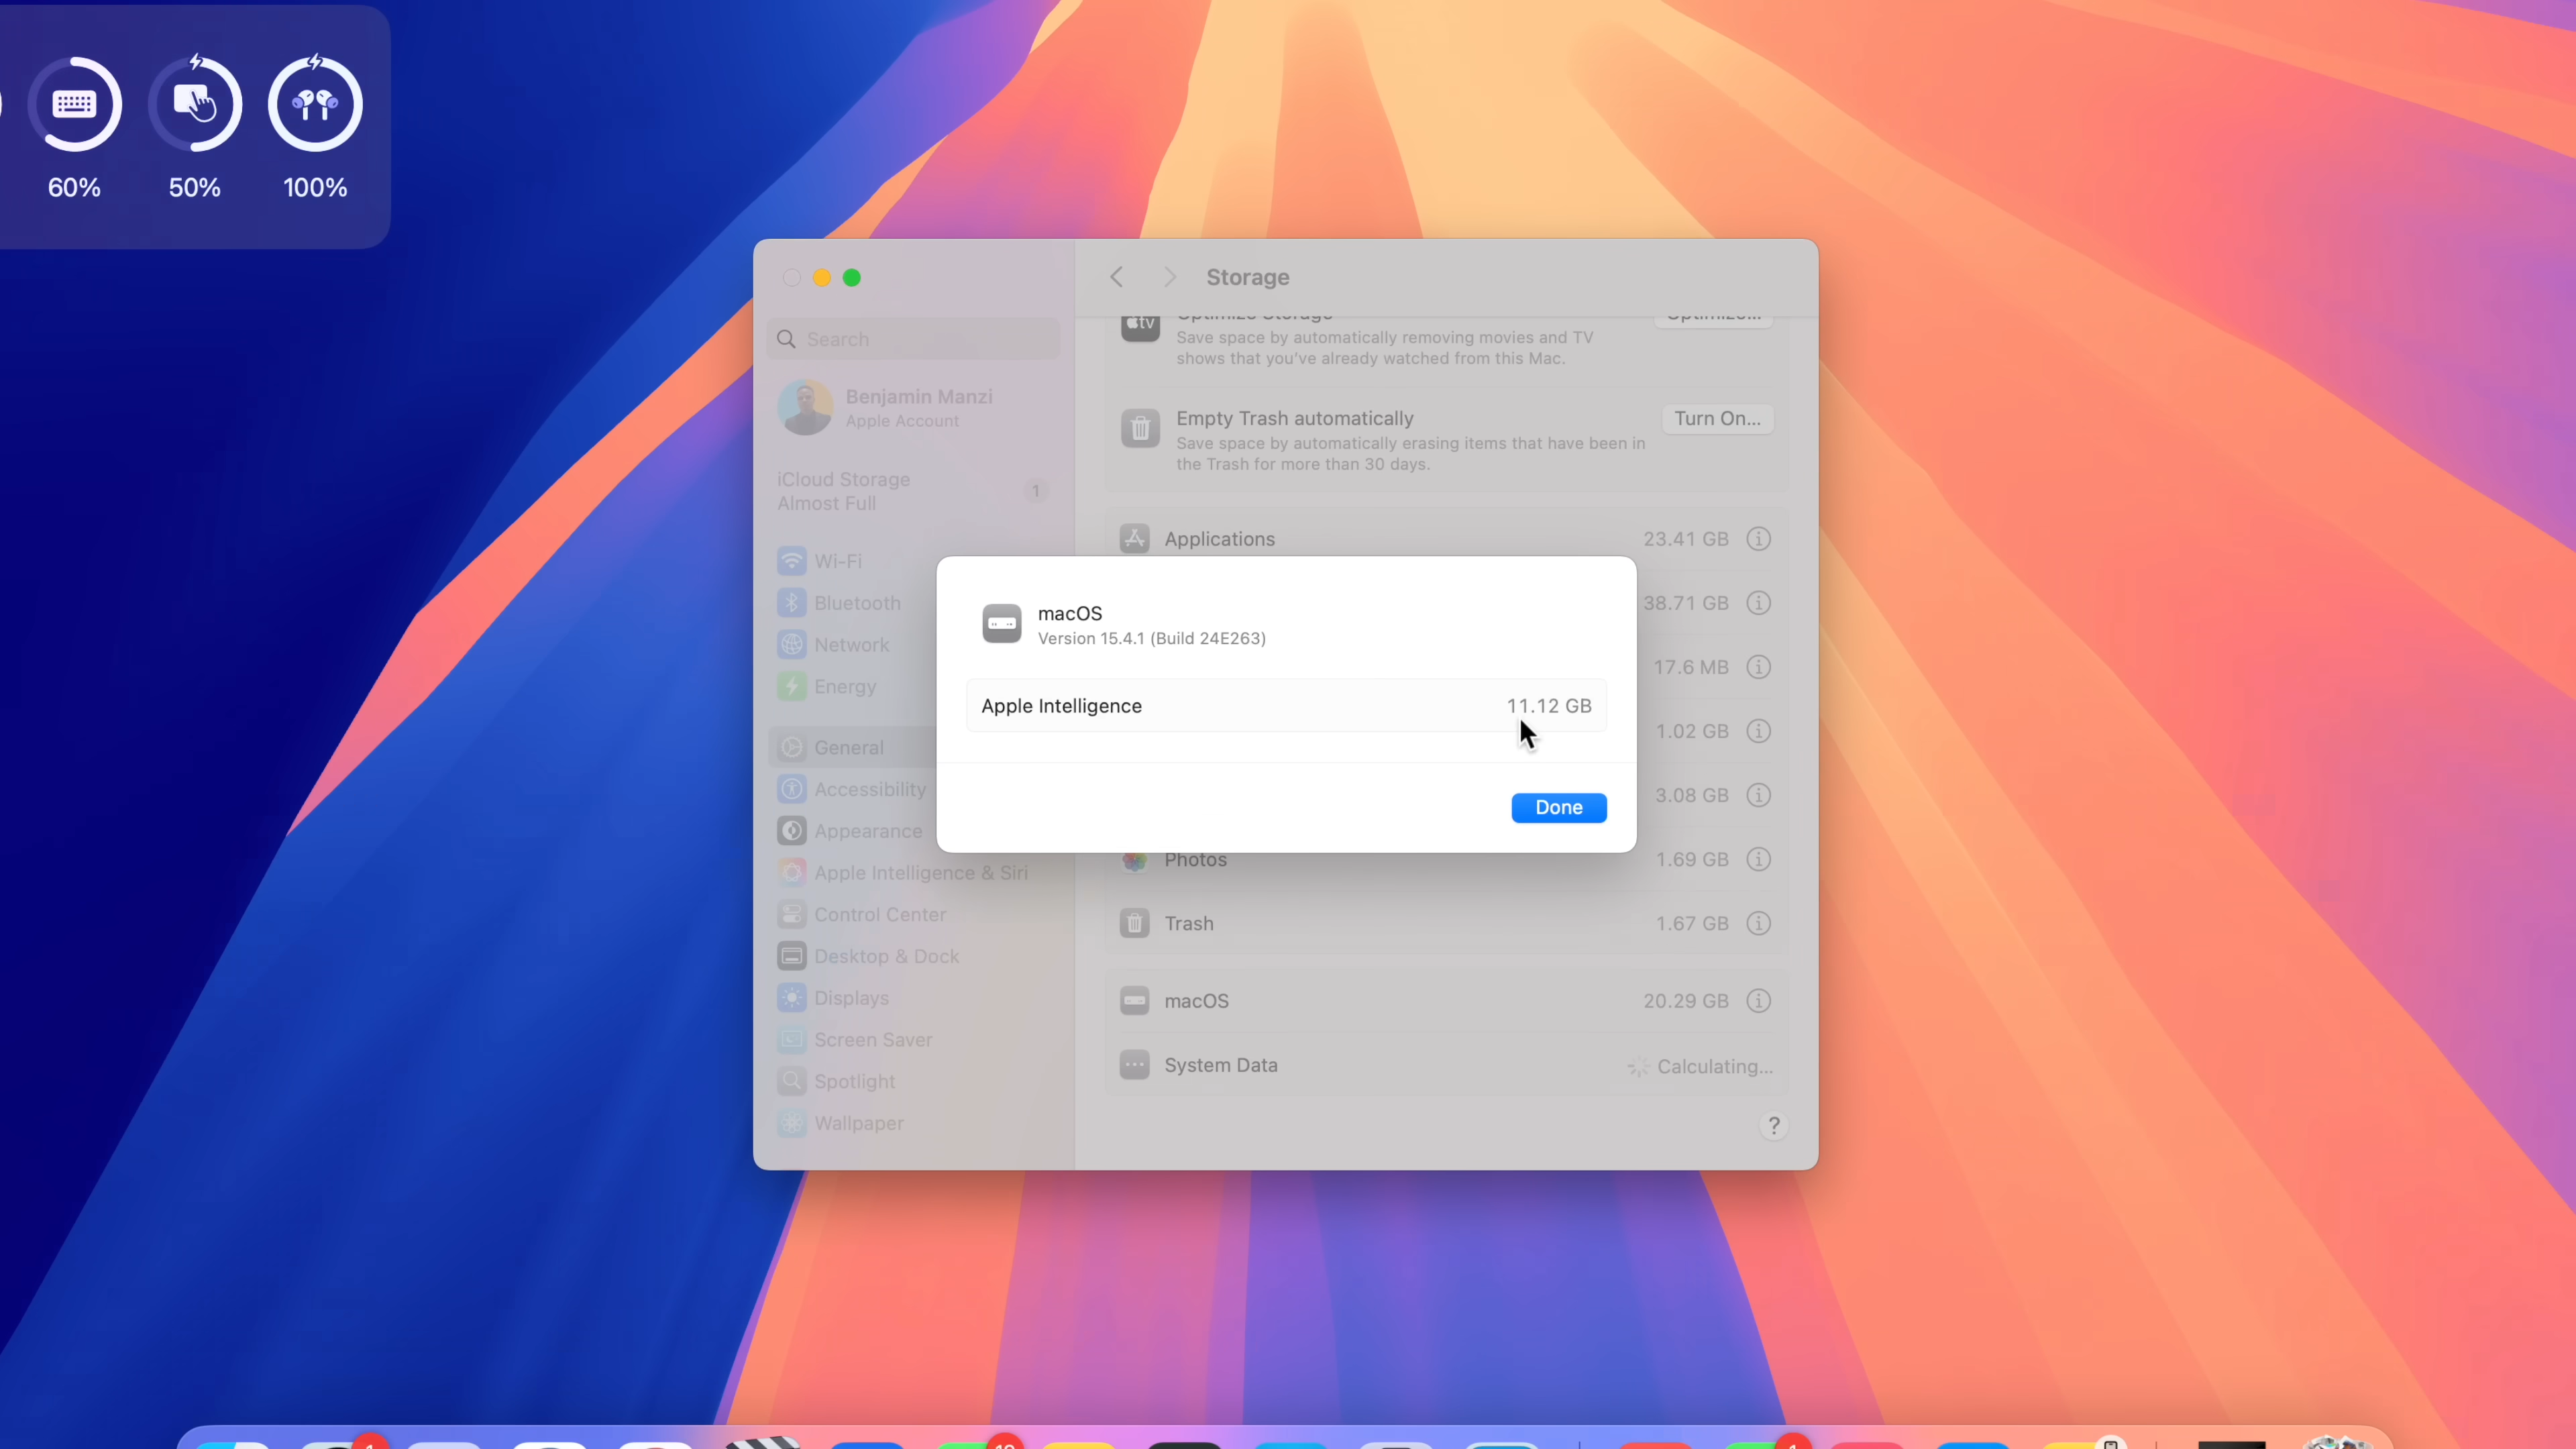 60%
50%
100%
Storage
Search
Benjamin Manzi
Apple Account
iCloud Storage
Almost Full
1
Wi-Fi
Bluetooth
Network
Energy
General
Accessibility
Appearance
Apple Intelligence & Siri
Control Center
Desktop & Dock
Displays
Screen Saver
Spotlight
Wallpaper
tv
Optimize Storage
Optimize...
Save space by automatically removing movies and TV
shows that you've already watched from this Mac.
Empty Trash automatically
Turn On...
Save space by automatically erasing items that have been in
the Trash for more than 30 days.
Applications
23.41 GB
38.71 GB
17.6 MB
1.02 GB
3.08 GB
macOS
Version 15.4.1 (Build 24E263)
Apple Intelligence
11.12 GB
Done
Photos
1.69 GB
Trash
1.67 GB
macOS
20.29 GB
System Data
Calculating...
?